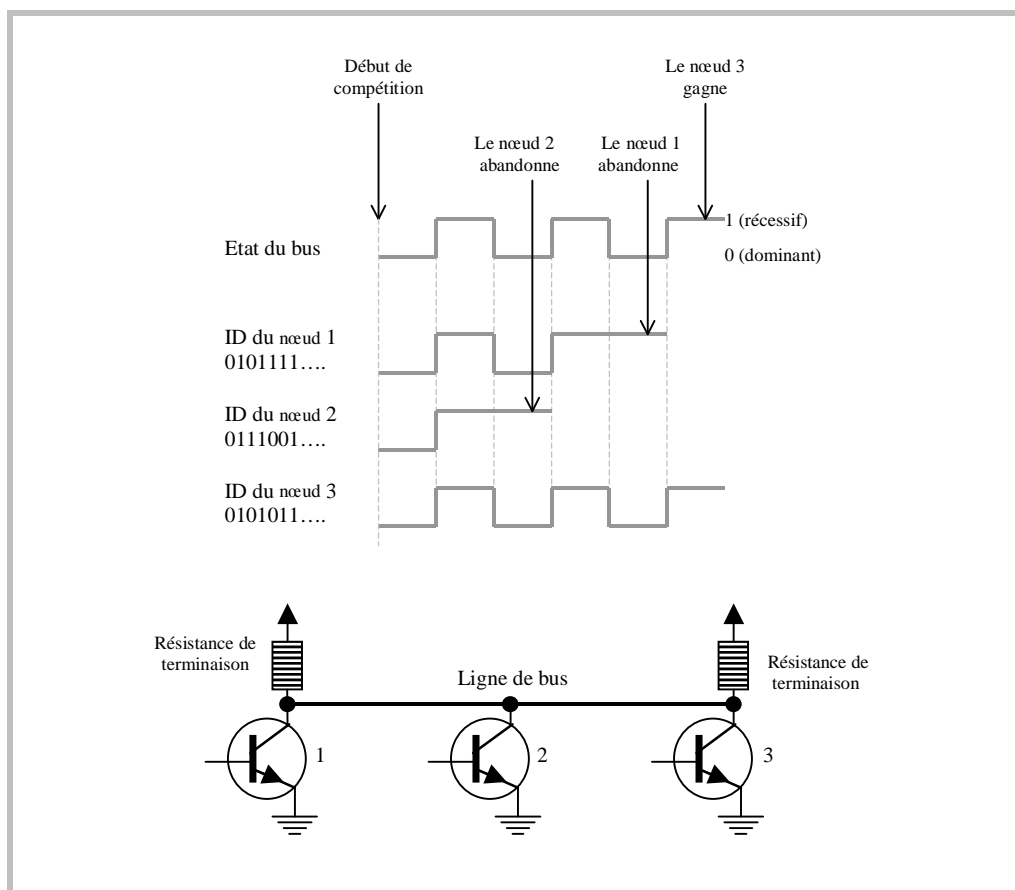 Début de
compétition
Le nœud 3
gagne
Le nœud 2
abandonne
Le nœud 1
abandonne
Etat du bus
1 (récessif)
0 (dominant)
ID du nœud 1
0101111….
ID du nœud 2
0111001….
ID du nœud 3
0101011….
Résistance de
terminaison
Ligne de bus
Résistance de
terminaison
1
2
3